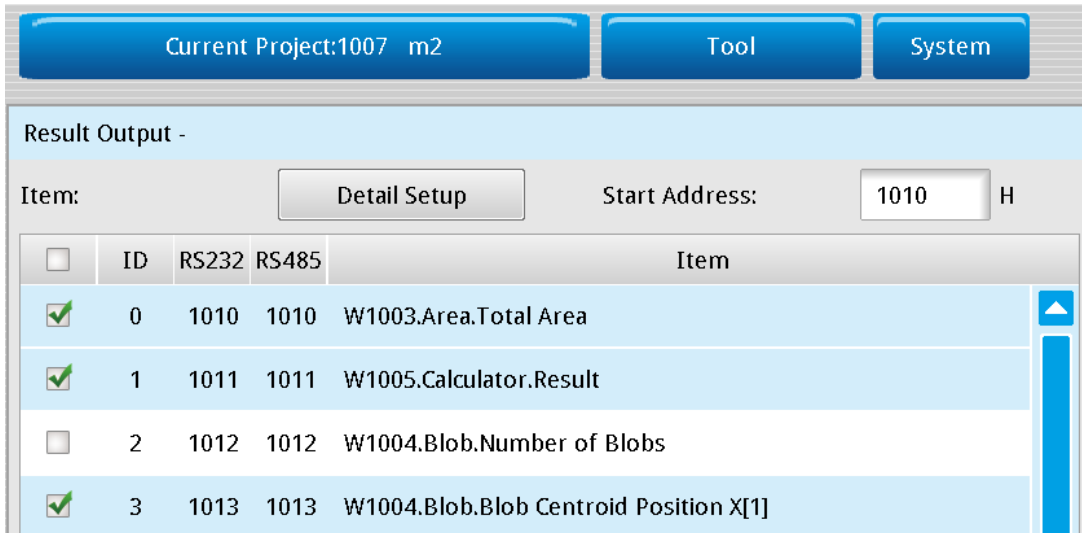 Current Project:1007 m2 Tool System
Result Output -
Item: Detail Setup Start Address: 1010 H
ID RS232 RS485 Item
0 1010 1010 W1003.Area.Total Area
1 1011 1011 W1005.Calculator.Result
2 1012 1012 W1004.Blob.Number of Blobs
3 1013 1013 W1004.Blob.Blob Centroid Position X[1]